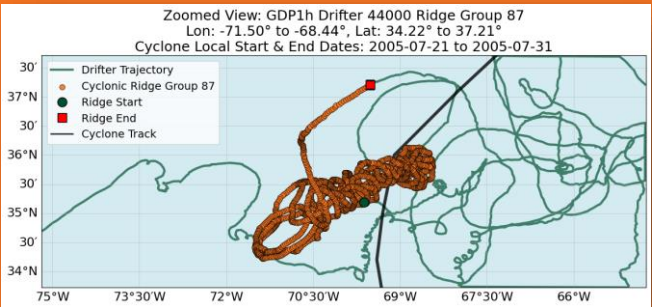 Zoomed View: GDP1h Drifter 44000 Ridge Group 87
Lon: -71.50° to -68.44°, Lat: 34.22° to 37.21°
Cyclone Local Start & End Dates: 2005-07-21 to 2005-07-31
30′
37°N
30′
36°N
30′
35°N
30′
34°N
Drifter Trajectory
Cyclonic Ridge Group 87
Ridge Start
Ridge End
Cyclone Track
75°W
73°30′W
72°W
70°30′W
69°W
67°30′W
66°W